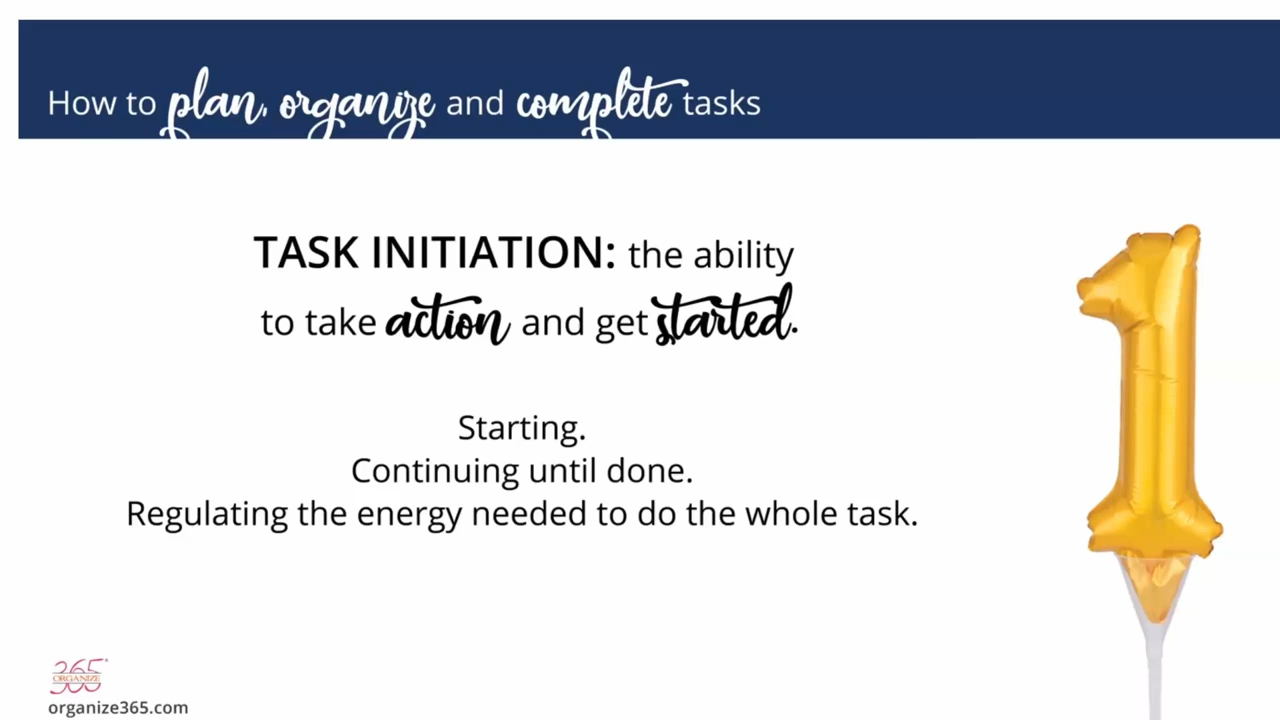 How to plan, organize and complete tasks
TASK INITIATION: the ability
to take action and get started.
Starting.
Continuing until done.
Regulating the energy needed to do the whole task.
365
ORGANIZE
organize365.com